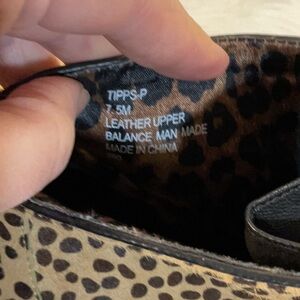 TIPPS-P
7.5M
LEATHER UPPER
BALANCE MAN MADE
MADE IN CHINA